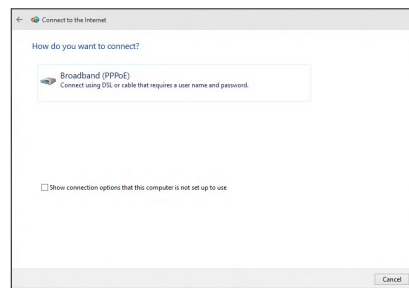 Connect to the Internet
How do you want to connect?
Broadband (PPPoE)
Connect using DSL or cable that requires a user name and password.
Show connection options that this computer is not set up to use
Cancel